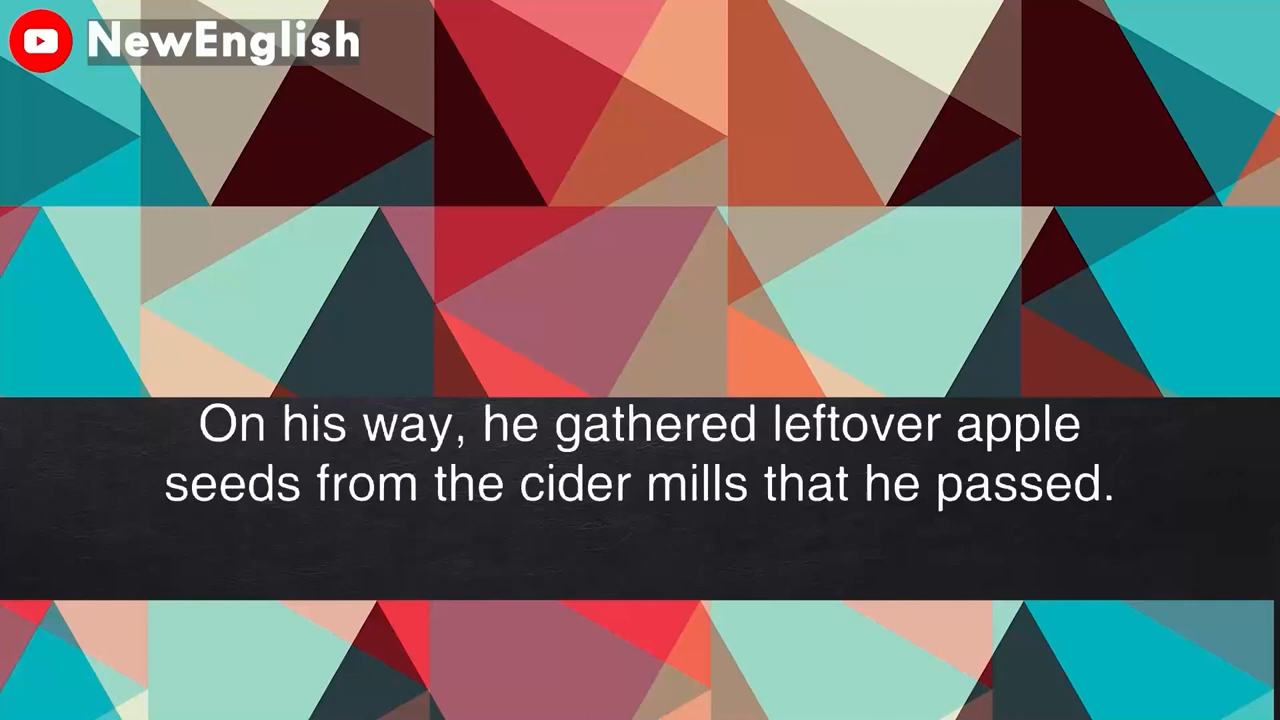 NewEnglish
On his way, he gathered leftover apple
seeds from the cider mills that he passed.